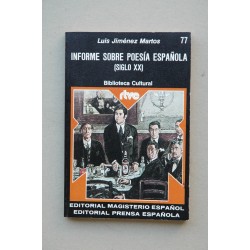 Luis Jiménez Martos
77
INFORME SOBRE POESÍA ESPAÑOLA
(SIGLO XX)
Biblioteca Cultural
rtve
EDITORIAL MAGISTERIO ESPAÑOL
EDITORIAL PRENSA ESPAÑOLA